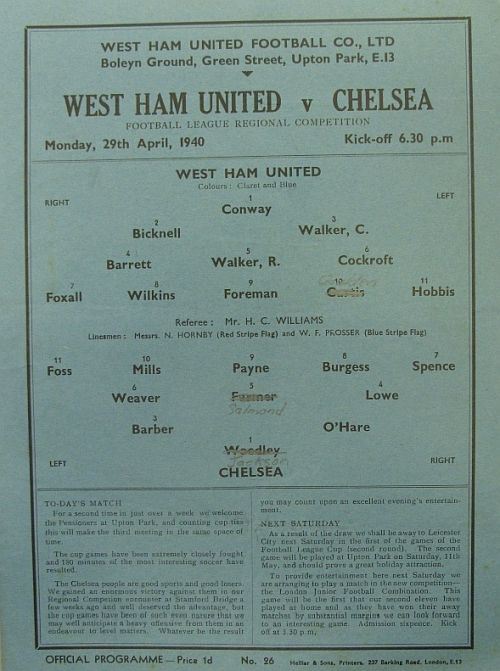 WEST HAM UNITED FOOTBALL CO., LTD
Boleyn Ground, Green Street, Upton Park, E.13
WEST HAM UNITED v CHELSEA
FOOTBALL LEAGUE REGIONAL COMPETITION
Monday, 29th April, 1940 Kick-off 6.30 p.m
WEST HAM UNITED
Colours: Claret and Blue
RIGHT LEFT
1
Conway
2 3
Bicknell Walker, C.
4 5 6
Barrett Walker, R. Cockroft
7 8 9 10 11
Foxall Wilkins Foreman Curtis Hobbis
Referee: Mr. H. C. WILLIAMS
Linesmen: Messrs. N. HORNBY (Red Stripe Flag) and W. F. PROSSER (Blue Stripe Flag)
11 10 9 8 7
Foss Mills Payne Burgess Spence
6 5 4
Weaver Farmer Lowe
Salmond
3
Barber O'Hare
1
Woodley
Jackson
LEFT CHELSEA RIGHT
TO-DAY'S MATCH
For a second time in just over a week we welcome
the Pensioners at Upton Park, and counting cup ties
this will make the third meeting in the same space of
time.
The cup games have been extremely closely fought
and 180 minutes of the most interesting soccer have
resulted.
The Chelsea people are good sports and good losers.
We gained an enormous victory against them in our
Regional Competion encounter at Stamford Bridge a
few weeks ago and well deserved the advantage, but
the cup games have been of such even nature that we
may well anticipate a heavy offensive from them in an
endeavour to level matters. Whatever be the result
you may count upon an excellent evening's entertain-
ment.
NEXT SATURDAY
As a result of the draw we shall be away to Leicester
City next Saturday in the first of the games of the
Football League Cup (second round). The second
game will be played at Upton Park on Saturday, 11th
May, and should prove a great holiday attraction.
To provide entertainment here next Saturday we
are arranging to play a match in the new competition—
the London Junior Football Combination. This
game will be the first that our second eleven have
played at home and as they have won their away
matches by substantial margins we can look forward
to an interesting game. Admission sixpence. Kick
off at 3.30 p.m.
OFFICIAL PROGRAMME—Price 1d No. 26 Helliar & Sons, Printers, 237 Barking Road, London, E.13